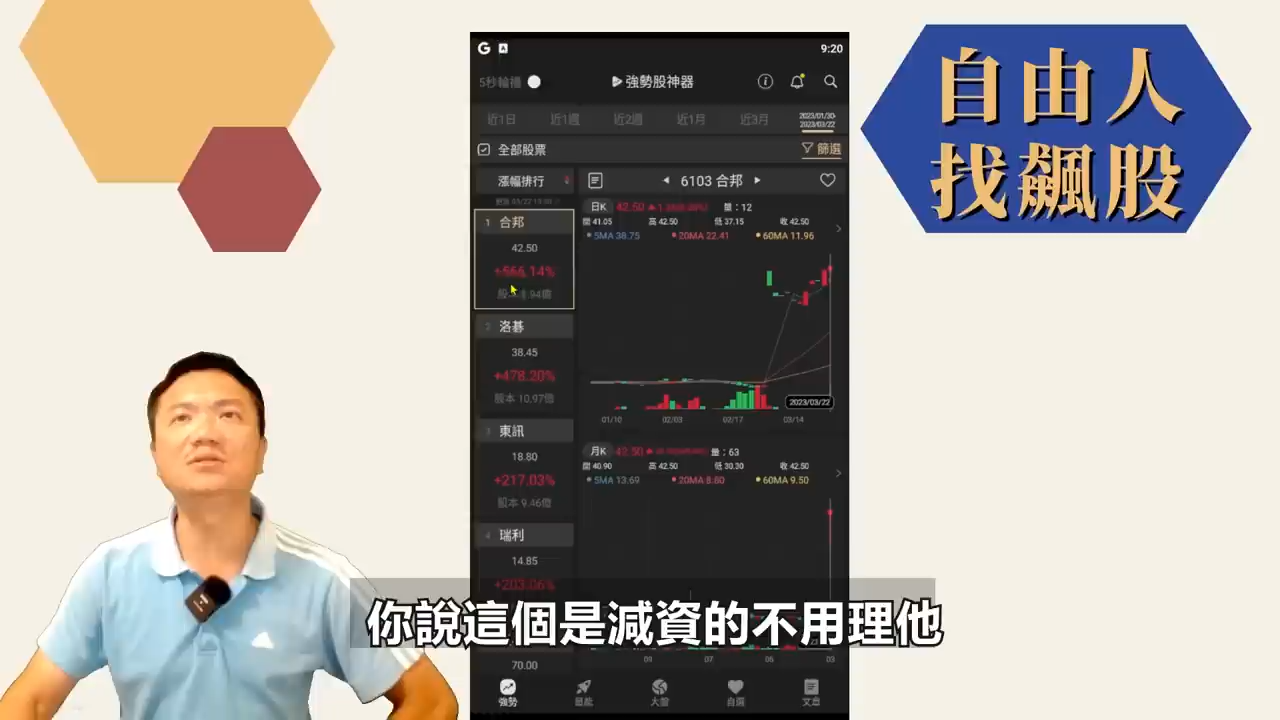 自由人
找飆股
9:20
5秒輪播
強勢股神器
近1日 近1週 近2週 近1月 近3月 2023/01/30-2023/03/22
全部股票
篩選
漲幅排行
6103 合邦
1 合邦
42.50
+566.14%
日K 42.50 量：12
開 41.05 高 42.50 低 37.15 收 42.50
5MA 38.75 20MA 22.41 60MA 11.96
2 洛碁
38.45
+478.20%
股本 10.97億
2023/03/22
01/10 02/03 02/17 03/14
3 東訊
18.80
+217.03%
股本 9.46億
月K 42.50 量：63
開 40.90 高 42.50 低 30.30 收 42.50
5MA 13.69 20MA 8.80 60MA 9.50
4 瑞利
14.85
+203.06%
你說這個是減資的不用理他
70.00
09 07 05 03
強勢 大盤 自選 文章